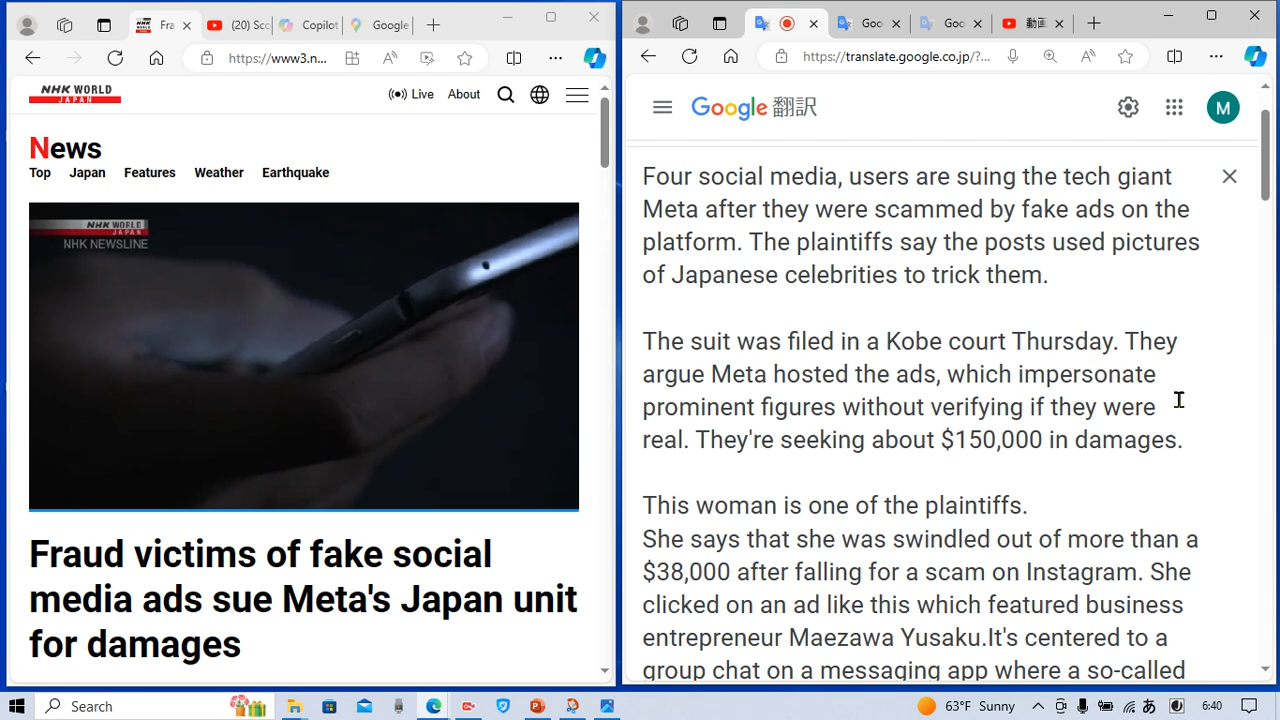 Fra
(20) Sco
Copilot
Google
https://www3.n...
NHK WORLD
JAPAN
Live
About
News
Top
Japan
Features
Weather
Earthquake
NHK WORLD
JAPAN
NHK NEWSLINE
Fraud victims of fake social
media ads sue Meta's Japan unit
for damages
Goo
Goo
動画
https://translate.google.co.jp/?...
Google 翻訳
M
Four social media, users are suing the tech giant
Meta after they were scammed by fake ads on the
platform. The plaintiffs say the posts used pictures
of Japanese celebrities to trick them.
The suit was filed in a Kobe court Thursday. They
argue Meta hosted the ads, which impersonate
prominent figures without verifying if they were
real. They're seeking about $150,000 in damages.
This woman is one of the plaintiffs.
She says that she was swindled out of more than a
$38,000 after falling for a scam on Instagram. She
clicked on an ad like this which featured business
entrepreneur Maezawa Yusaku.It's centered to a
group chat on a messaging app where a so-called
Search
63°F Sunny
あ
6:40